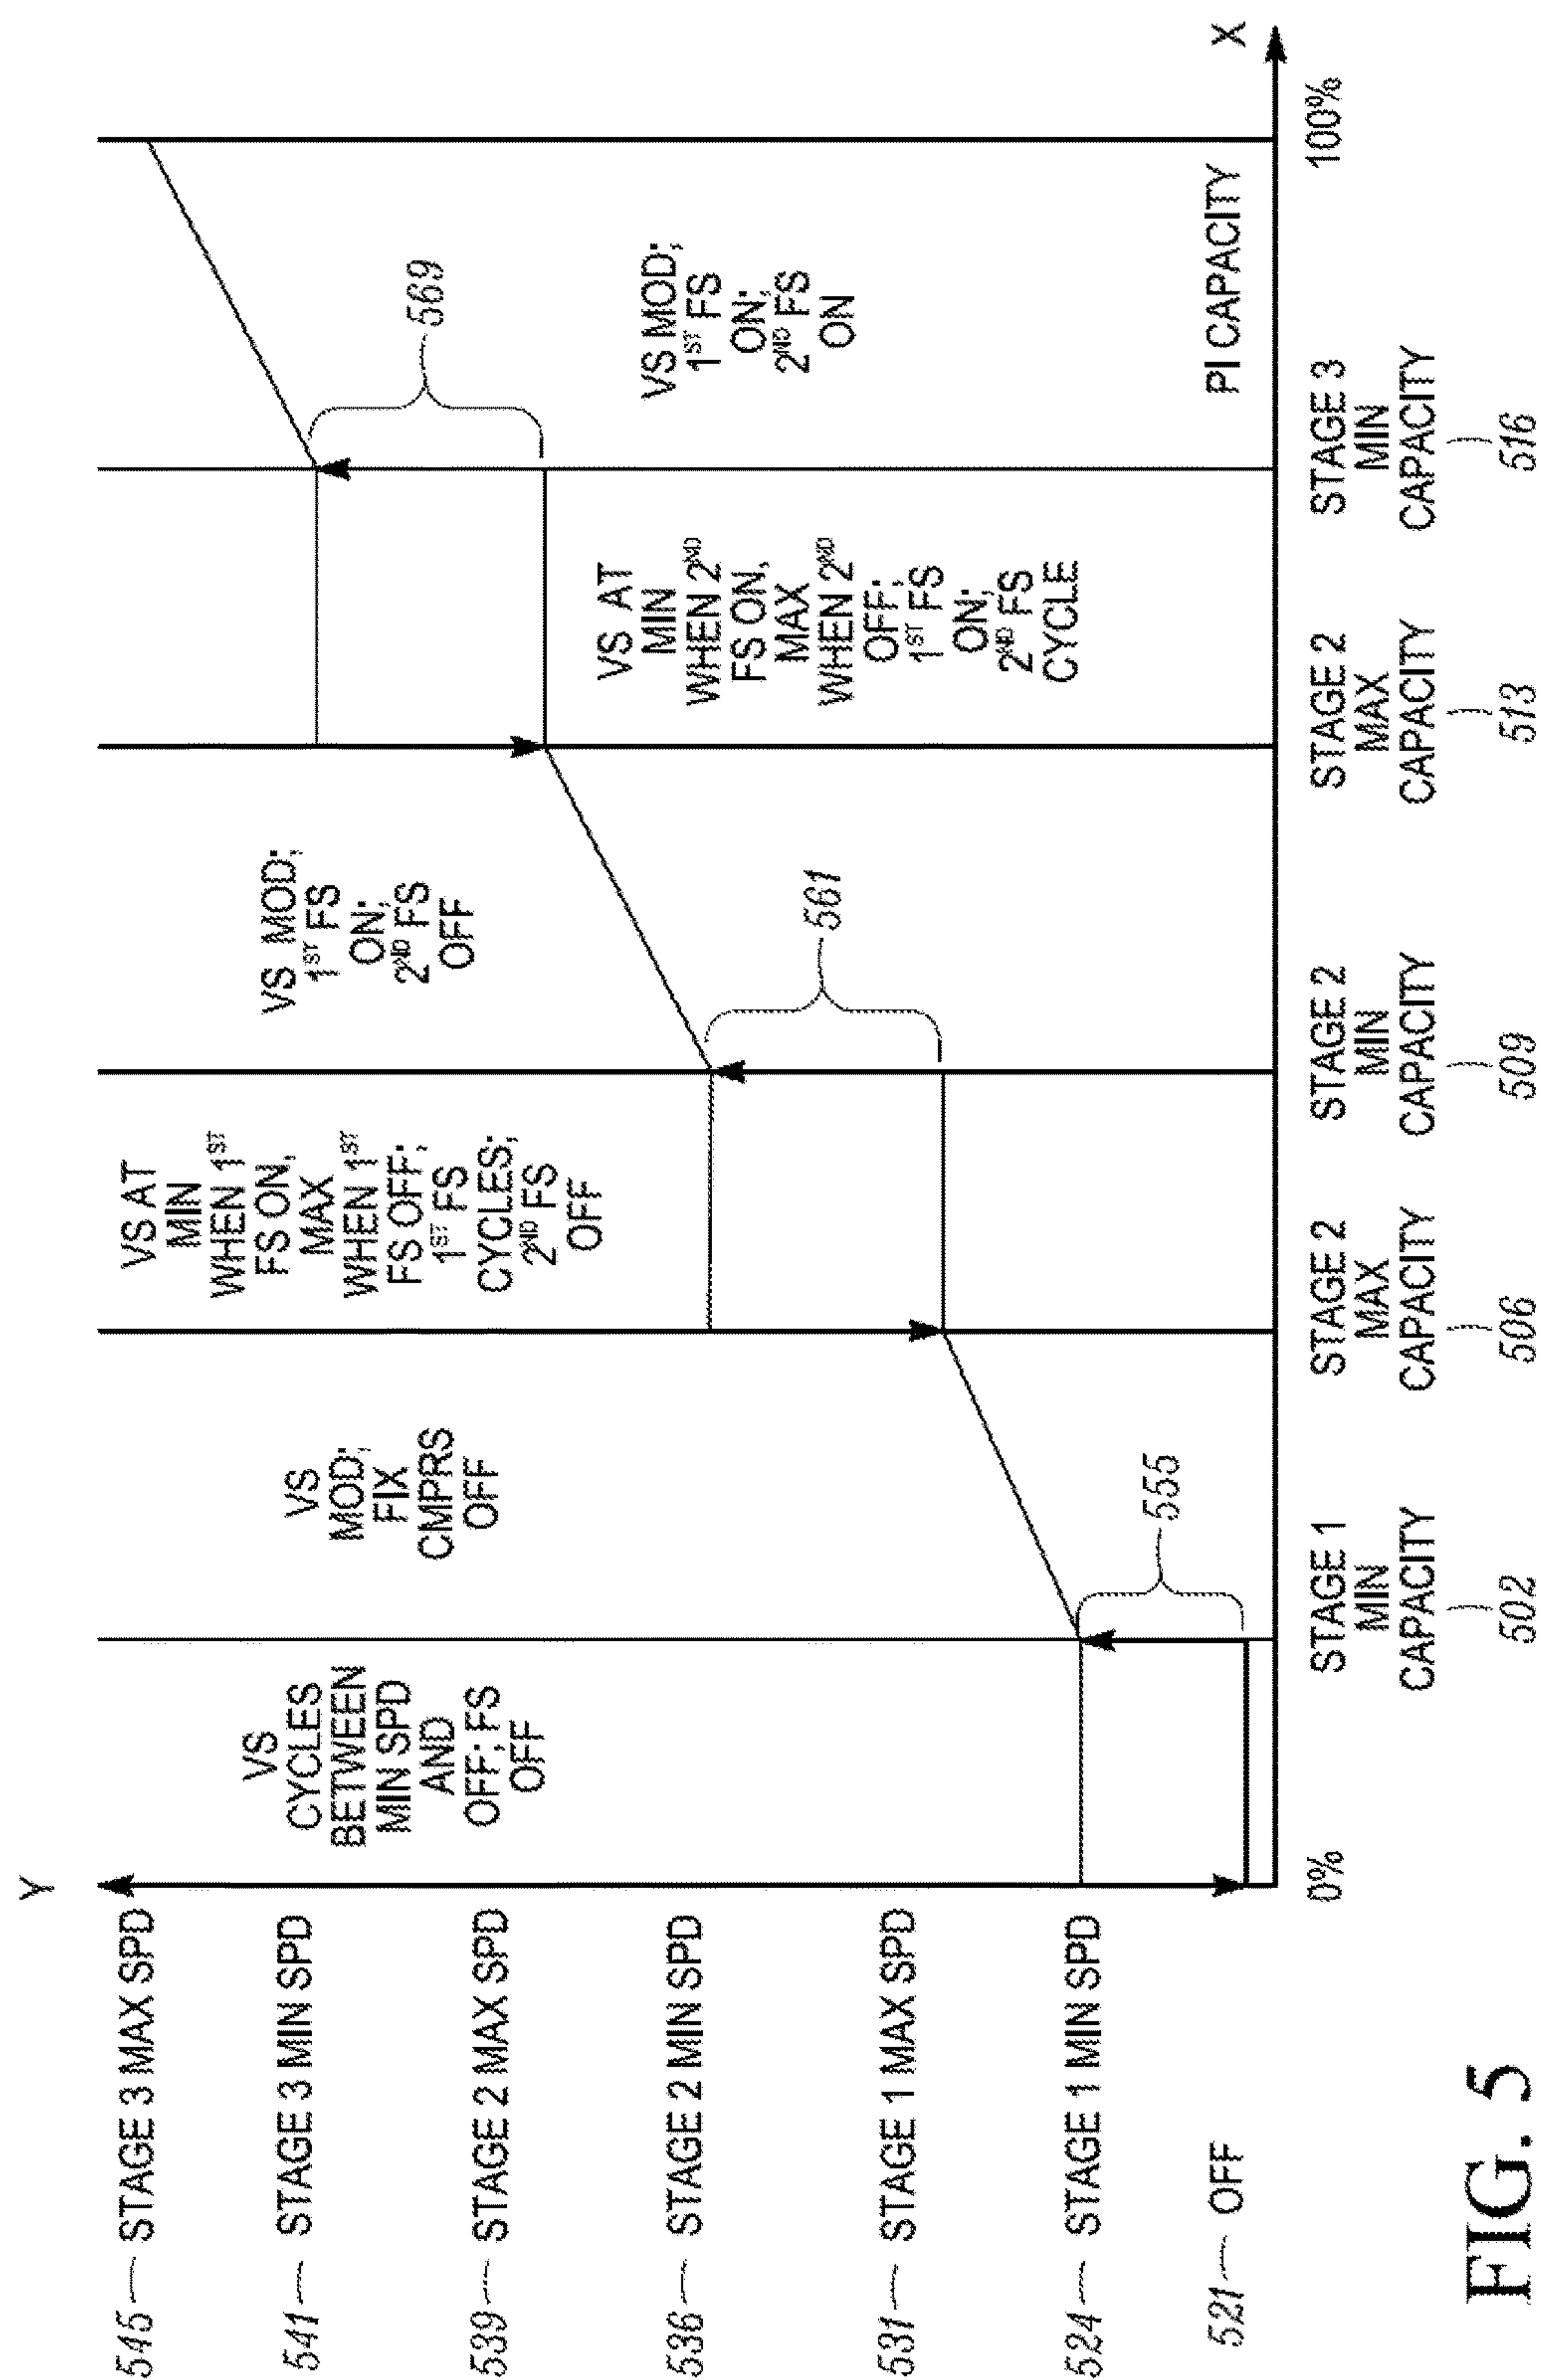 Y
545 STAGE 3 MAX SPD
541 STAGE 3 MIN SPD
539 STAGE 2 MAX SPD
536 STAGE 2 MIN SPD
531 STAGE 1 MAX SPD
524 STAGE 1 MIN SPD
521 OFF
VS
CYCLES
BETWEEN
MIN SPD
AND
OFF; FS
OFF
VS
MOD;
FIX
CMPRS
OFF
VS AT
MIN
WHEN 1ST
FS ON,
MAX
WHEN 1ST
FS OFF;
1ST FS
CYCLES;
2ND FS
OFF
VS MOD;
1ST FS
ON;
2ND FS
OFF
VS AT
MIN
WHEN 2ND
FS ON,
MAX
WHEN 2ND
OFF;
1ST FS
ON;
2ND FS
CYCLE
VS MOD;
1ST FS
ON;
2ND FS
ON
555
561
569
PI CAPACITY
X
0%
STAGE 1
MIN
CAPACITY
502
STAGE 2
MAX
CAPACITY
506
STAGE 2
MIN
CAPACITY
509
STAGE 2
MAX
CAPACITY
513
STAGE 3
MIN
CAPACITY
516
100%
FIG. 5